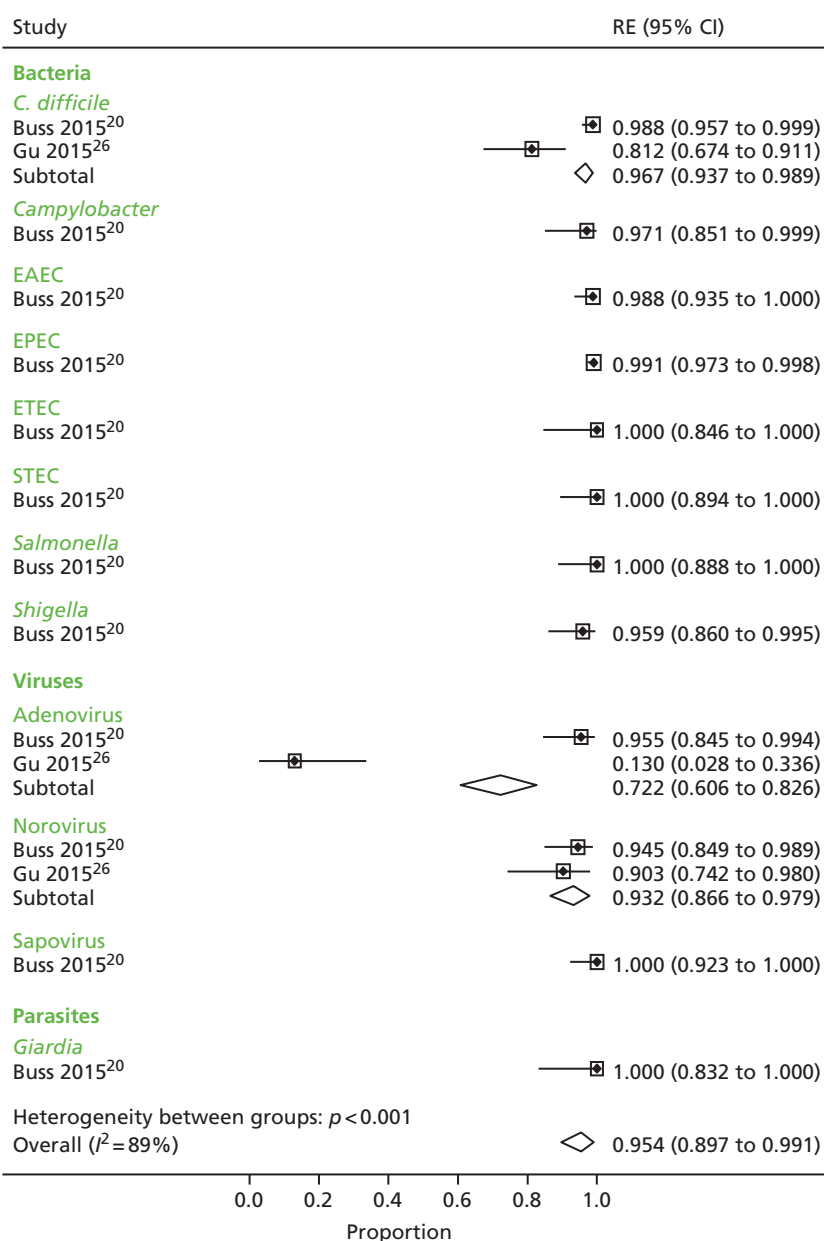 Study RE (95% CI)
Bacteria
C. difficile
Buss 2015²⁰ 0.988 (0.957 to 0.999)
Gu 2015²⁶ 0.812 (0.674 to 0.911)
Subtotal 0.967 (0.937 to 0.989)
Campylobacter
Buss 2015²⁰ 0.971 (0.851 to 0.999)
EAEC
Buss 2015²⁰ 0.988 (0.935 to 1.000)
EPEC
Buss 2015²⁰ 0.991 (0.973 to 0.998)
ETEC
Buss 2015²⁰ 1.000 (0.846 to 1.000)
STEC
Buss 2015²⁰ 1.000 (0.894 to 1.000)
Salmonella
Buss 2015²⁰ 1.000 (0.888 to 1.000)
Shigella
Buss 2015²⁰ 0.959 (0.860 to 0.995)
Viruses
Adenovirus
Buss 2015²⁰ 0.955 (0.845 to 0.994)
Gu 2015²⁶ 0.130 (0.028 to 0.336)
Subtotal 0.722 (0.606 to 0.826)
Norovirus
Buss 2015²⁰ 0.945 (0.849 to 0.989)
Gu 2015²⁶ 0.903 (0.742 to 0.980)
Subtotal 0.932 (0.866 to 0.979)
Sapovirus
Buss 2015²⁰ 1.000 (0.923 to 1.000)
Parasites
Giardia
Buss 2015²⁰ 1.000 (0.832 to 1.000)
Heterogeneity between groups: p<0.001
Overall (I²=89%) 0.954 (0.897 to 0.991)
0.0 0.2 0.4 0.6 0.8 1.0
Proportion